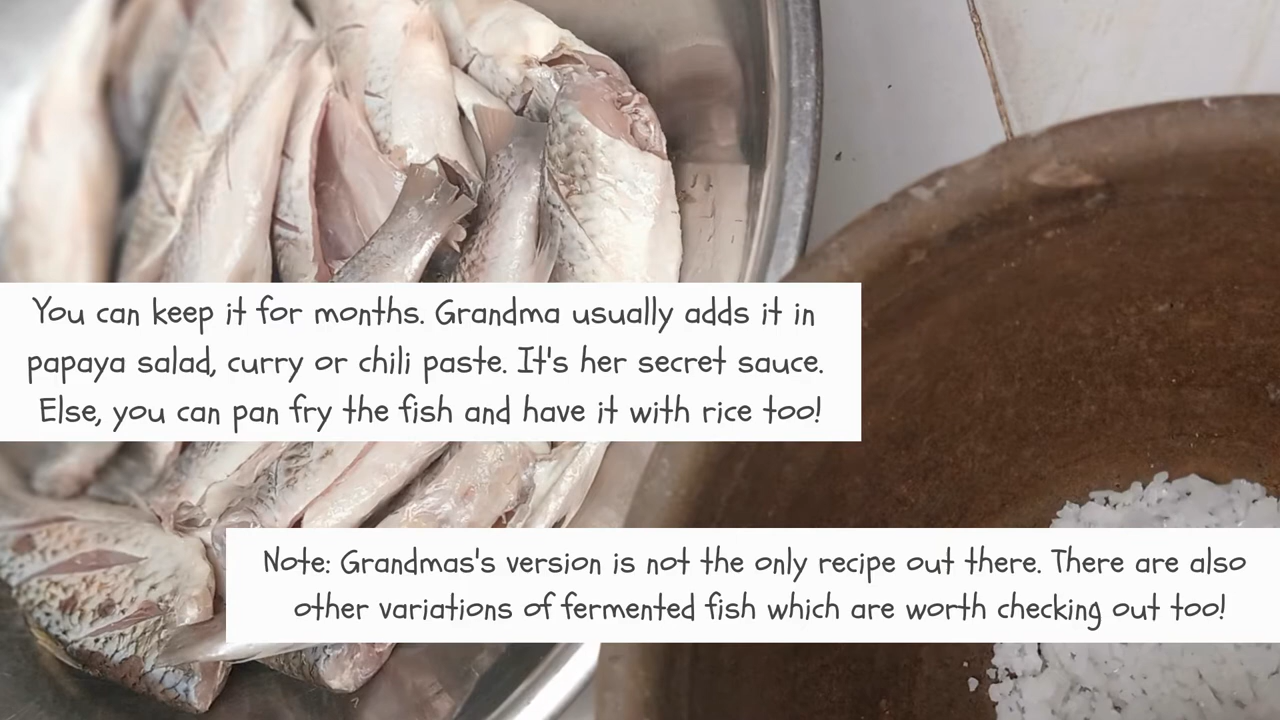 You can keep it for months. Grandma usually adds it in
papaya salad, curry or chili paste. It's her secret sauce.
Else, you can pan fry the fish and have it with rice too!
Note: Grandmas's version is not the only recipe out there. There are also
other variations of fermented fish which are worth checking out too!